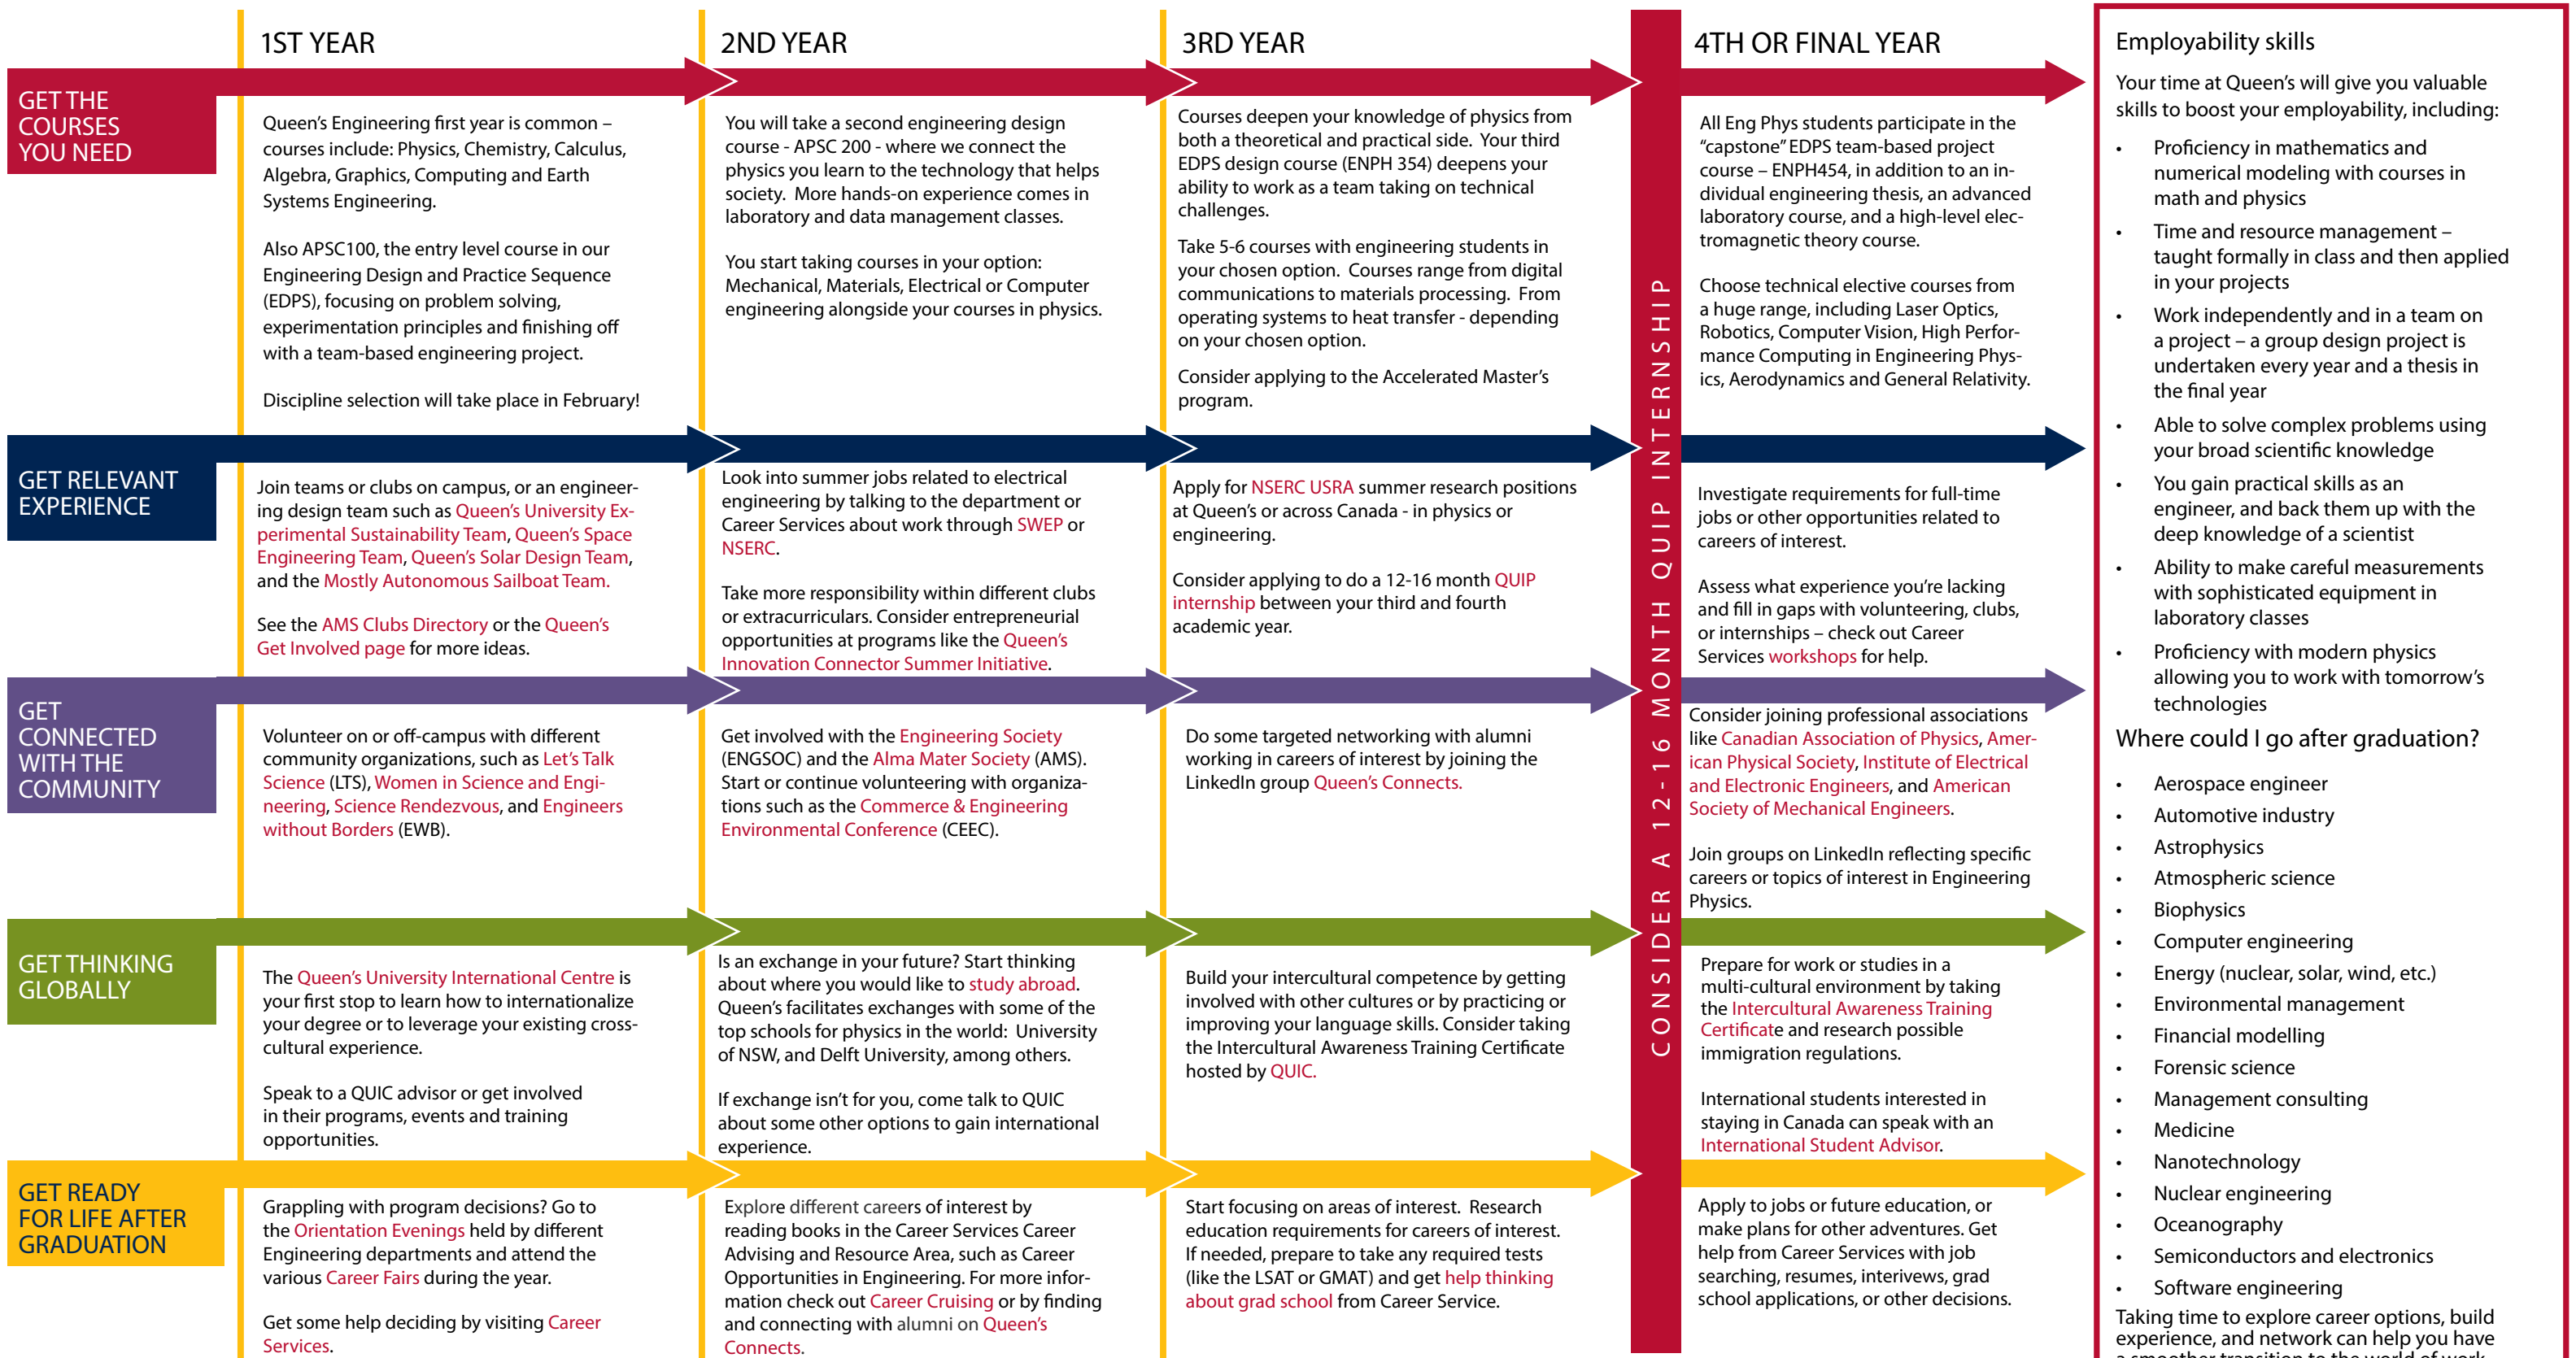 1ST YEAR
2ND YEAR
3RD YEAR
4TH OR FINAL YEAR
GET THE
COURSES
YOU NEED
Queen's Engineering first year is common –
courses include: Physics, Chemistry, Calculus,
Algebra, Graphics, Computing and Earth
Systems Engineering.
Also APSC100, the entry level course in our
Engineering Design and Practice Sequence
(EDPS), focusing on problem solving,
experimentation principles and finishing off
with a team-based engineering project.
Discipline selection will take place in February!
You will take a second engineering design
course - APSC 200 - where we connect the
physics you learn to the technology that helps
society. More hands-on experience comes in
laboratory and data management classes.
You start taking courses in your option:
Mechanical, Materials, Electrical or Computer
engineering alongside your courses in physics.
Courses deepen your knowledge of physics from
both a theoretical and practical side. Your third
EDPS design course (ENPH 354) deepens your
ability to work as a team taking on technical
challenges.
Take 5-6 courses with engineering students in
your chosen option. Courses range from digital
communications to materials processing. From
operating systems to heat transfer - depending
on your chosen option.
Consider applying to the Accelerated Master's
program.
All Eng Phys students participate in the
“capstone” EDPS team-based project
course – ENPH454, in addition to an in-
dividual engineering thesis, an advanced
laboratory course, and a high-level elec-
tromagnetic theory course.
Choose technical elective courses from
a huge range, including Laser Optics,
Robotics, Computer Vision, High Perfor-
mance Computing in Engineering Phys-
ics, Aerodynamics and General Relativity.
GET RELEVANT
EXPERIENCE
Join teams or clubs on campus, or an engineer-
ing design team such as Queen's University Ex-
perimental Sustainability Team, Queen's Space
Engineering Team, Queen's Solar Design Team,
and the Mostly Autonomous Sailboat Team.
See the AMS Clubs Directory or the Queen's
Get Involved page for more ideas.
Look into summer jobs related to electrical
engineering by talking to the department or
Career Services about work through SWEP or
NSERC.
Take more responsibility within different clubs
or extracurriculars. Consider entrepreneurial
opportunities at programs like the Queen's
Innovation Connector Summer Initiative.
Apply for NSERC USRA summer research positions
at Queen's or across Canada - in physics or
engineering.
Consider applying to do a 12-16 month QUIP
internship between your third and fourth
academic year.
Investigate requirements for full-time
jobs or other opportunities related to
careers of interest.
Assess what experience you're lacking
and fill in gaps with volunteering, clubs,
or internships – check out Career
Services workshops for help.
GET
CONNECTED
WITH THE
COMMUNITY
Volunteer on or off-campus with different
community organizations, such as Let's Talk
Science (LTS), Women in Science and Engi-
neering, Science Rendezvous, and Engineers
without Borders (EWB).
Get involved with the Engineering Society
(ENGSOC) and the Alma Mater Society (AMS).
Start or continue volunteering with organiza-
tions such as the Commerce & Engineering
Environmental Conference (CEEC).
Do some targeted networking with alumni
working in careers of interest by joining the
LinkedIn group Queen's Connects.
Consider joining professional associations
like Canadian Association of Physics, Amer-
ican Physical Society, Institute of Electrical
and Electronic Engineers, and American
Society of Mechanical Engineers.
Join groups on LinkedIn reflecting specific
careers or topics of interest in Engineering
Physics.
GET THINKING
GLOBALLY
The Queen's University International Centre is
your first stop to learn how to internationalize
your degree or to leverage your existing cross-
cultural experience.
Speak to a QUIC advisor or get involved
in their programs, events and training
opportunities.
Is an exchange in your future? Start thinking
about where you would like to study abroad.
Queen's facilitates exchanges with some of the
top schools for physics in the world: University
of NSW, and Delft University, among others.
If exchange isn't for you, come talk to QUIC
about some other options to gain international
experience.
Build your intercultural competence by getting
involved with other cultures or by practicing or
improving your language skills. Consider taking
the Intercultural Awareness Training Certificate
hosted by QUIC.
Prepare for work or studies in a
multi-cultural environment by taking
the Intercultural Awareness Training
Certificate and research possible
immigration regulations.
International students interested in
staying in Canada can speak with an
International Student Advisor.
GET READY
FOR LIFE AFTER
GRADUATION
Grappling with program decisions? Go to
the Orientation Evenings held by different
Engineering departments and attend the
various Career Fairs during the year.
Get some help deciding by visiting Career
Services.
Explore different careers of interest by
reading books in the Career Services Career
Advising and Resource Area, such as Career
Opportunities in Engineering. For more infor-
mation check out Career Cruising or by finding
and connecting with alumni on Queen's
Connects.
Start focusing on areas of interest. Research
education requirements for careers of interest.
If needed, prepare to take any required tests
(like the LSAT or GMAT) and get help thinking
about grad school from Career Service.
Apply to jobs or future education, or
make plans for other adventures. Get
help from Career Services with job
searching, resumes, interivews, grad
school applications, or other decisions.
CONSIDER A 12-16 MONTH QUIP INTERNSHIP
Employability skills
Your time at Queen's will give you valuable
skills to boost your employability, including:
• Proficiency in mathematics and
numerical modeling with courses in
math and physics
• Time and resource management –
taught formally in class and then applied
in your projects
• Work independently and in a team on
a project – a group design project is
undertaken every year and a thesis in
the final year
• Able to solve complex problems using
your broad scientific knowledge
• You gain practical skills as an
engineer, and back them up with the
deep knowledge of a scientist
• Ability to make careful measurements
with sophisticated equipment in
laboratory classes
• Proficiency with modern physics
allowing you to work with tomorrow's
technologies
Where could I go after graduation?
• Aerospace engineer
• Automotive industry
• Astrophysics
• Atmospheric science
• Biophysics
• Computer engineering
• Energy (nuclear, solar, wind, etc.)
• Environmental management
• Financial modelling
• Forensic science
• Management consulting
• Medicine
• Nanotechnology
• Nuclear engineering
• Oceanography
• Semiconductors and electronics
• Software engineering
Taking time to explore career options, build
experience, and network can help you have
a smoother transition to the world of work